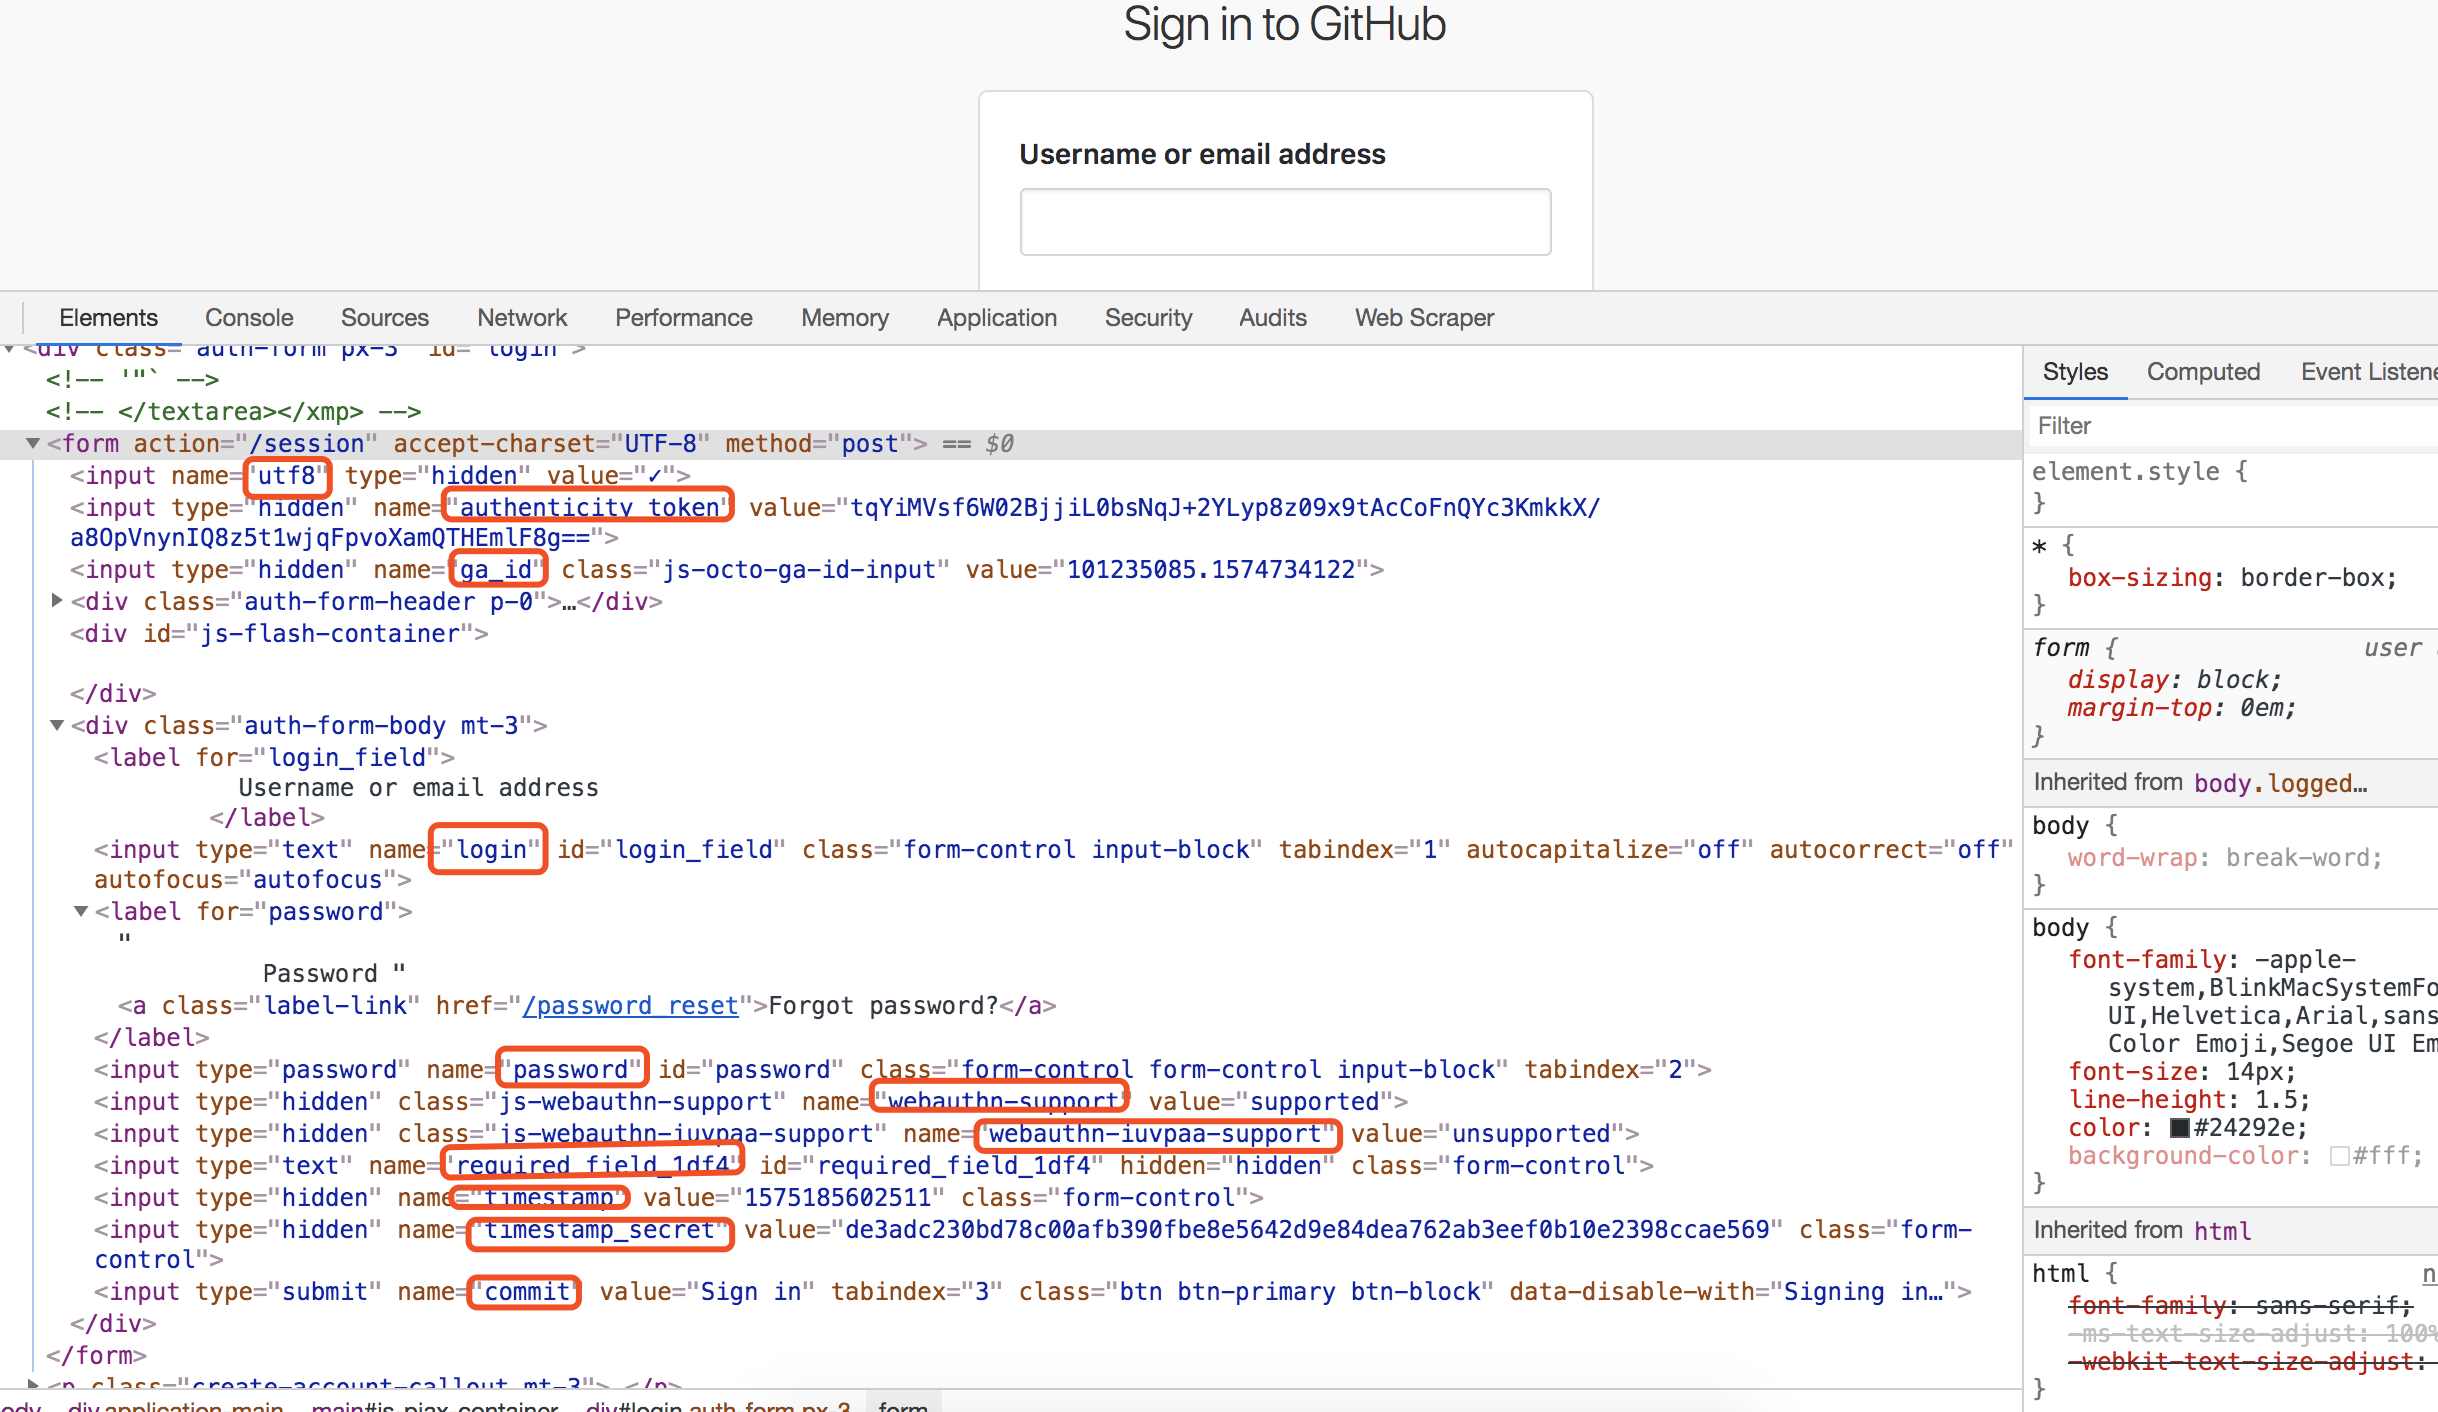 Sign in to GitHub
Username or email address
Elements Console Sources Network Performance Memory Application Security Audits Web Scraper
<div class="auth-form px-3" id="login">
<!-- '"` -->
<!-- </textarea></xmp> -->
<form action="/session" accept-charset="UTF-8" method="post"> == $0
<input name="utf8" type="hidden" value="✓">
<input type="hidden" name="authenticity_token" value="tqYiMVsf6W02BjjiL0bsNqJ+2YLyp8z09x9tAcCoFnQYc3KmkkX/
a8OpVnynIQ8z5t1wjqFpvoXamQTHEmlF8g==">
<input type="hidden" name="ga_id" class="js-octo-ga-id-input" value="101235085.1574734122">
<div class="auth-form-header p-0">…</div>
<div id="js-flash-container">
</div>
<div class="auth-form-body mt-3">
<label for="login_field">
Username or email address
</label>
<input type="text" name="login" id="login_field" class="form-control input-block" tabindex="1" autocapitalize="off" autocorrect="off"
autofocus="autofocus">
<label for="password">
"
Password "
<a class="label-link" href="/password_reset">Forgot password?</a>
</label>
<input type="password" name="password" id="password" class="form-control form-control input-block" tabindex="2">
<input type="hidden" class="js-webauthn-support" name="webauthn-support" value="supported">
<input type="hidden" class="js-webauthn-iuvpaa-support" name="webauthn-iuvpaa-support" value="unsupported">
<input type="text" name="required_field_1df4" id="required_field_1df4" hidden="hidden" class="form-control">
<input type="hidden" name="timestamp" value="1575185602511" class="form-control">
<input type="hidden" name="timestamp_secret" value="de3adc230bd78c00afb390fbe8e5642d9e84dea762ab3eef0b10e2398ccae569" class="form-
control">
<input type="submit" name="commit" value="Sign in" tabindex="3" class="btn btn-primary btn-block" data-disable-with="Signing in…">
</div>
</form>
<p class="create-account-callout mt-3">…</p>
ody div.application-main main#js-pjax-container div#login.auth-form.px-3 form
Styles Computed Event Listene
Filter
element.style {
}
* {
box-sizing: border-box;
}
form { user
display: block;
margin-top: 0em;
}
Inherited from body.logged…
body {
word-wrap: break-word;
}
body {
font-family: -apple-
system,BlinkMacSystemFo
UI,Helvetica,Arial,sans
Color Emoji,Segoe UI Em
font-size: 14px;
line-height: 1.5;
color: #24292e;
background-color: #fff;
}
Inherited from html
html { n
font-family: sans-serif;
-ms-text-size-adjust: 100%
-webkit-text-size-adjust:
}